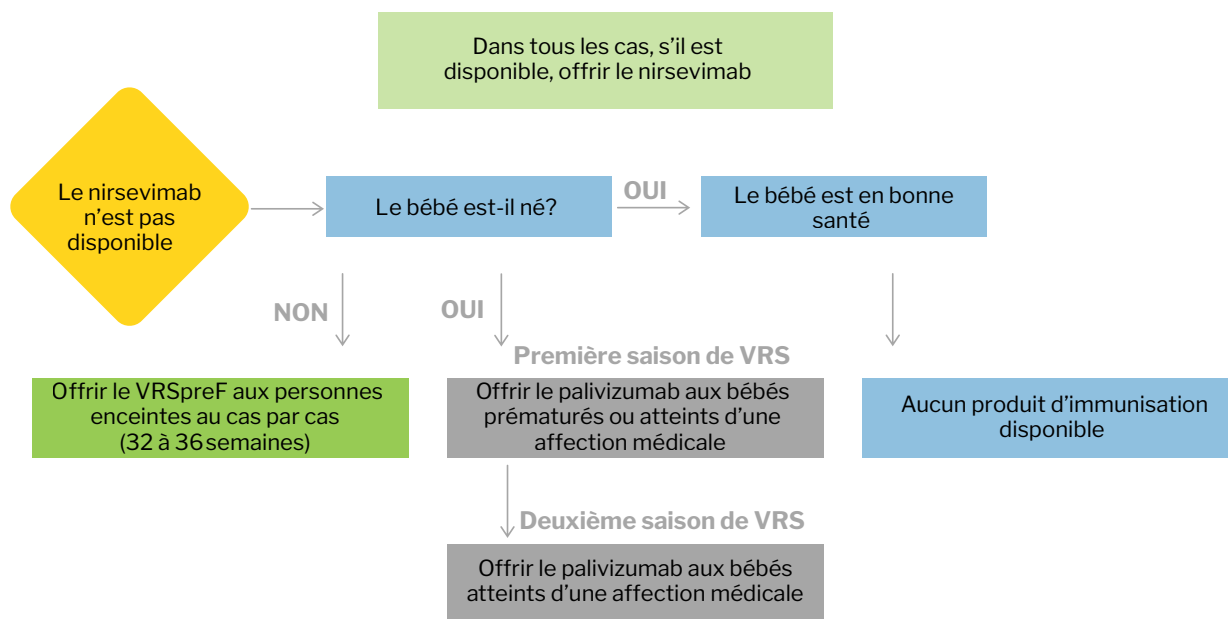 Dans tous les cas, s’il est
disponible, offrir le nirsevimab
Le nirsevimab
n’est pas
disponible
Le bébé est-il né?
OUI
Le bébé est en bonne
santé
NON
OUI
Première saison de VRS
Offrir le VRSpreF aux personnes
enceintes au cas par cas
(32 à 36 semaines)
Offrir le palivizumab aux bébés
prématurés ou atteints d’une
affection médicale
Aucun produit d’immunisation
disponible
Deuxième saison de VRS
Offrir le palivizumab aux bébés
atteints d’une affection médicale